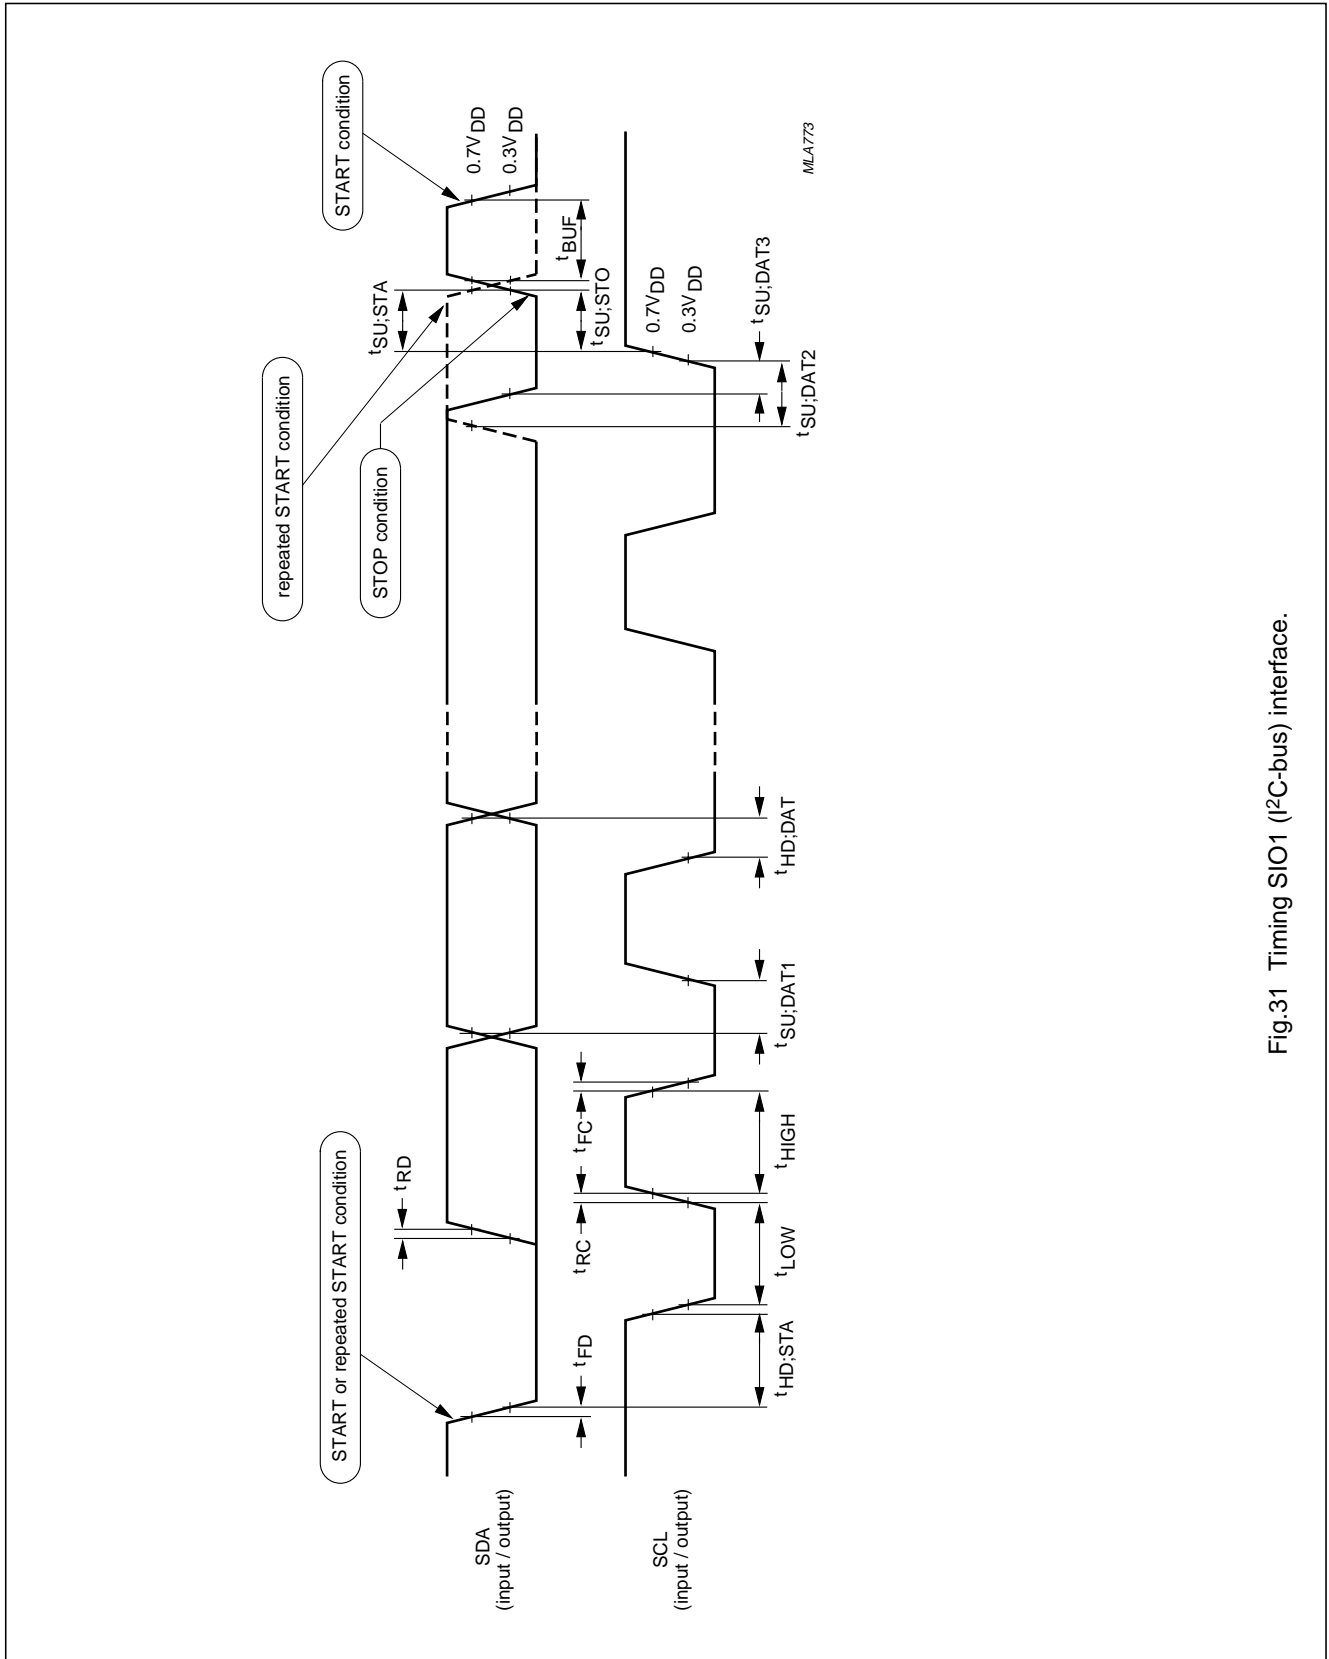 START or repeated START condition
repeated START condition
STOP condition
START condition
SDA
(input / output)
tFD
tRD
tSU;STA
0.7VDD
0.3VDD
tBUF
tSU;STO
SCL
(input / output)
tRC
tFC
0.7VDD
0.3VDD
tHD;STA
tLOW
tHIGH
tSU;DAT1
tHD;DAT
tSU;DAT2
tSU;DAT3
MLA773
Fig.31 Timing SIO1 (I²C-bus) interface.